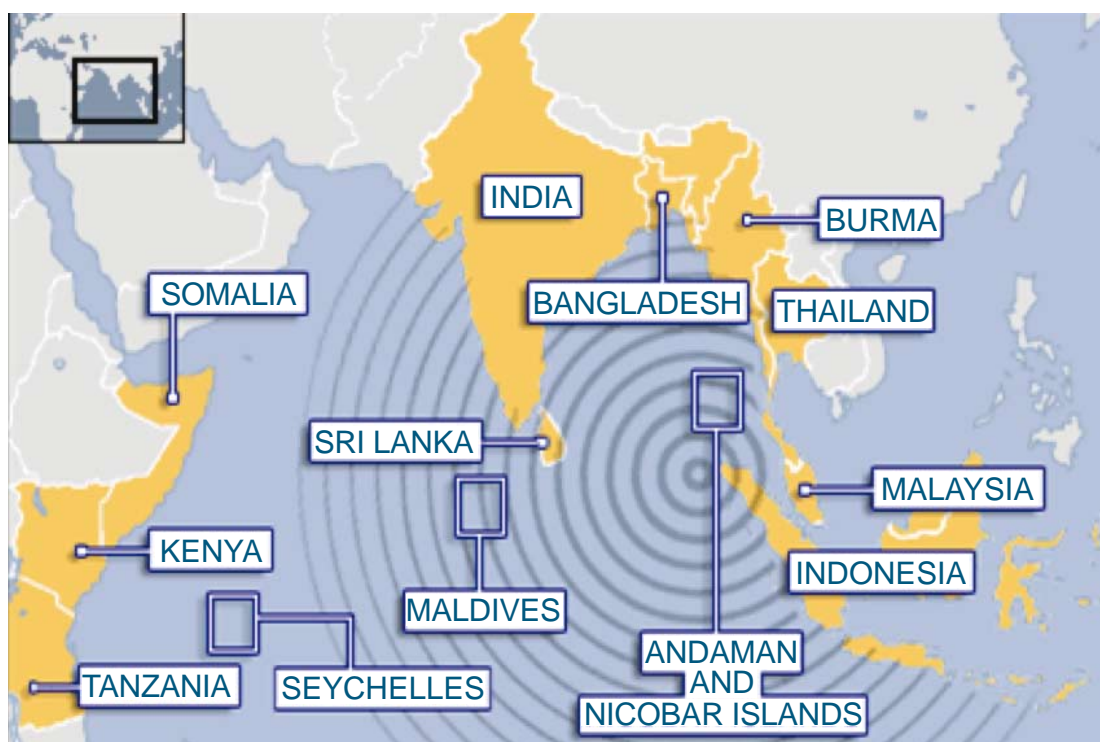 INDIA
BURMA
SOMALIA
BANGLADESH
THAILAND
SRI LANKA
MALAYSIA
KENYA
INDONESIA
MALDIVES
ANDAMAN
AND
NICOBAR ISLANDS
TANZANIA
SEYCHELLES